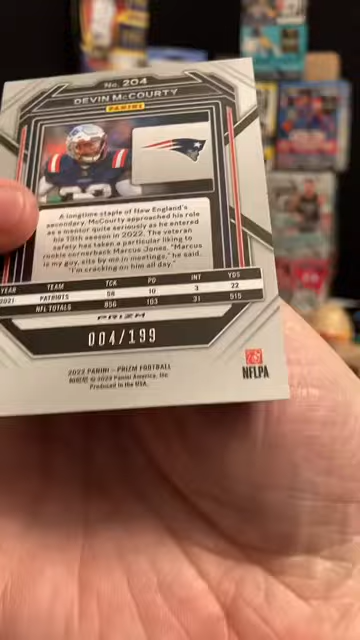 No. 204
DEVIN McCOURTY
PANINI
A longtime staple of New England's
secondary, McCourty approached his role
as a mentor quite seriously as he entered
his 13th season in 2022. The veteran
safety has taken a particular liking to
rookie cornerback Marcus Jones. "Marcus
is my guy, sits by me in meetings," he said.
"I'm cracking on him all day."
YEAR TEAM TCK PD INT YDS
2021 PATRIOTS 56 10 3 22
NFL TOTALS 856 103 31 515
PRIZM
004/199
2022 PANINI - PRIZM FOOTBALL
© 2023 Panini America, Inc.
Produced in the USA.
NFLPA